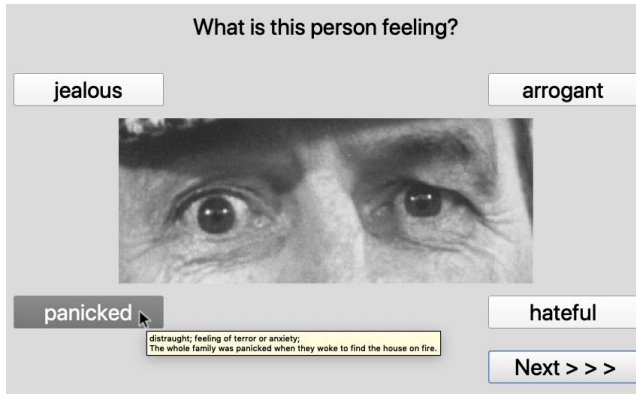 What is this person feeling?
jealous
arrogant
panicked
distraught; feeling of terror or anxiety;
The whole family was panicked when they woke to find the house on fire.
hateful
Next > > >